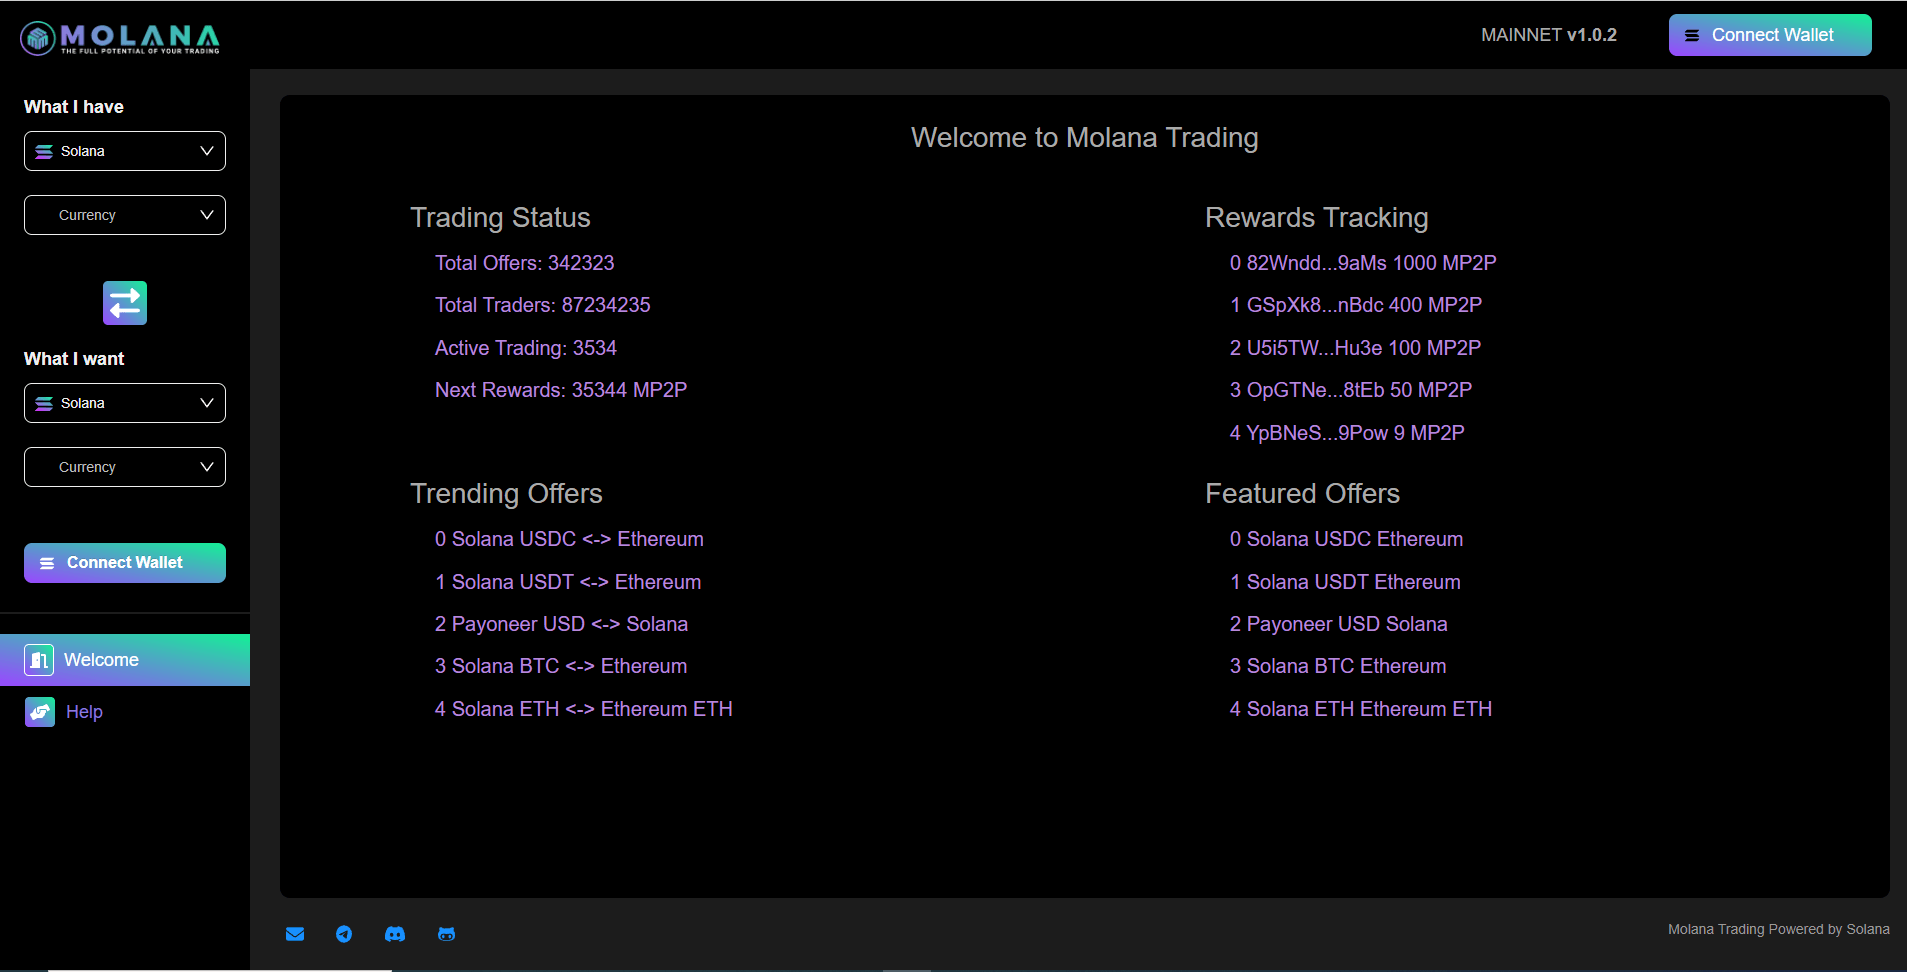 MOLANA
THE FULL POTENTIAL OF YOUR TRADING
MAINNET v1.0.2
Connect Wallet
What I have
Solana
Currency
What I want
Solana
Currency
Connect Wallet
Welcome
Help
Welcome to Molana Trading
Trading Status
Total Offers: 342323
Total Traders: 87234235
Active Trading: 3534
Next Rewards: 35344 MP2P
Rewards Tracking
0 82Wndd...9aMs 1000 MP2P
1 GSpXk8...nBdc 400 MP2P
2 U5i5TW...Hu3e 100 MP2P
3 OpGTNe...8tEb 50 MP2P
4 YpBNeS...9Pow 9 MP2P
Trending Offers
0 Solana USDC <-> Ethereum
1 Solana USDT <-> Ethereum
2 Payoneer USD <-> Solana
3 Solana BTC <-> Ethereum
4 Solana ETH <-> Ethereum ETH
Featured Offers
0 Solana USDC Ethereum
1 Solana USDT Ethereum
2 Payoneer USD Solana
3 Solana BTC Ethereum
4 Solana ETH Ethereum ETH
Molana Trading Powered by Solana